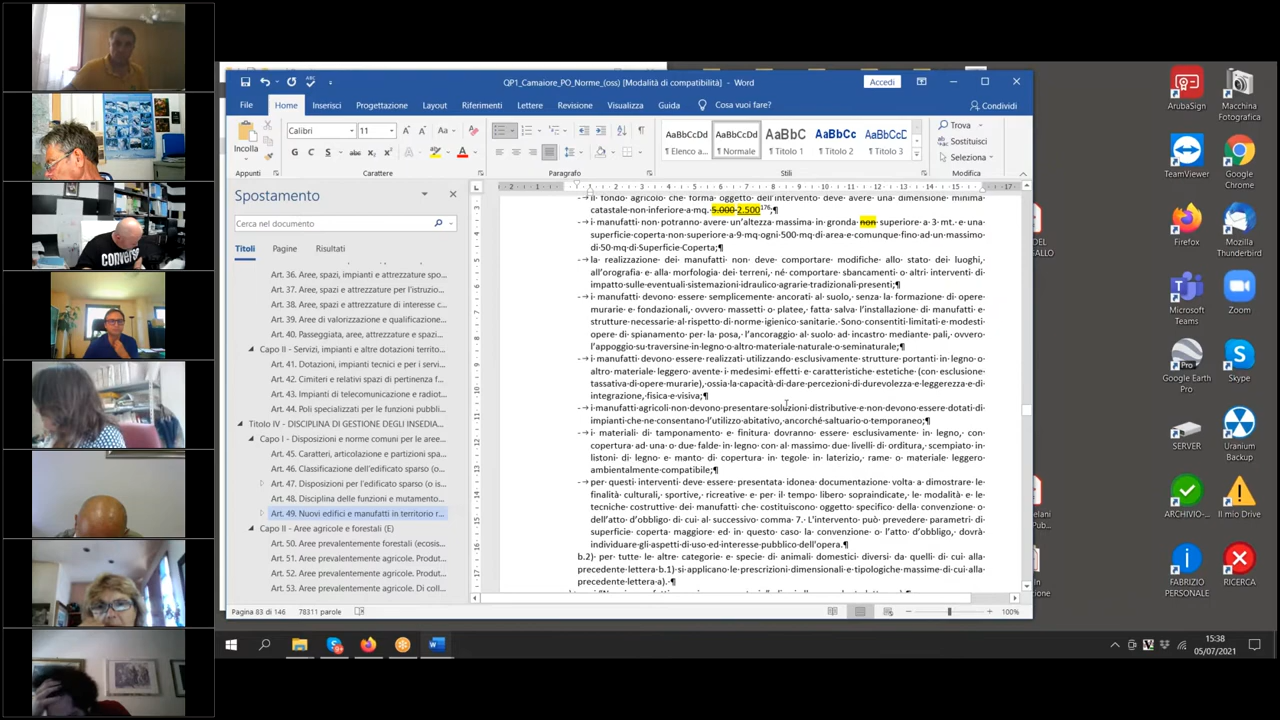 QP1_Camaiore_PO_Norme_(oss) [Modalità di compatibilità] - Word
Accedi
File Home Inserisci Progettazione Layout Riferimenti Lettere Revisione Visualizza Guida Cosa vuoi fare?
Condividi
Incolla
Calibri 11
G C S abc x₂ x²
AaBbCcDd AaBbCcDd AaBbC AaBbCc AaBbCcD
¶ Elenco a... ¶ Normale ¶ Titolo 1 ¶ Titolo 2 ¶ Titolo 3
Trova
Sostituisci
Seleziona
Appunti Carattere Paragrafo Stili Modifica
Spostamento
Cerca nel documento
Titoli Pagine Risultati
Art. 36. Aree, spazi, impianti e attrezzature spo...
Art. 37. Aree, spazi e attrezzature per l'istruzio...
Art. 38. Aree, spazi e attrezzature di interesse c...
Art. 39. Aree di valorizzazione e qualificazione...
Art. 40. Passeggiata, aree, attrezzature e spazi...
Capo II - Servizi, impianti e altre dotazioni territo...
Art. 41. Dotazioni, impianti tecnici e per i servi...
Art. 42. Cimiteri e relativi spazi di pertinenza f...
Art. 43. Impianti di telecomunicazione e radiot...
Art. 44. Poli specializzati per le funzioni pubbli...
Titolo IV - DISCIPLINA DI GESTIONE DEGLI INSEDIA...
Capo I - Disposizioni e norme comuni per le aree...
Art. 45. Caratteri, articolazione e partizioni spa...
Art. 46. Classificazione dell'edificato sparso (o...
Art. 47. Disposizioni per l'edificato sparso (o is...
Art. 48. Disciplina delle funzioni e mutamento...
Art. 49. Nuovi edifici e manufatti in territorio r...
Capo II - Aree agricole e forestali (E)
Art. 50. Aree prevalentemente forestali (ecosis...
Art. 51. Aree prevalentemente agricole. Produt...
Art. 52. Aree prevalentemente agricole. Produt...
Art. 53. Aree prevalentemente agricole. Di coll...
il fondo agricolo che forma oggetto dell'intervento deve avere una dimensione minima
catastale non inferiore a mq. 5.000 2.500¹⁷⁶;¶
- i manufatti non potranno avere un'altezza massima in gronda non superiore a 3 mt. e una
superficie coperta non superiore a 9 mq ogni 500 mq di area e comunque fino ad un massimo
di 50 mq di Superficie Coperta;¶
- la realizzazione dei manufatti non deve comportare modifiche allo stato dei luoghi,
all'orografia e alla morfologia dei terreni, né comportare sbancamenti o altri interventi di
impatto sulle eventuali sistemazioni idraulico agrarie tradizionali presenti;¶
- i manufatti devono essere semplicemente ancorati al suolo, senza la formazione di opere
murarie e fondazionali, ovvero massetti o platee, fatta salva l'installazione di manufatti e
strutture necessarie al rispetto di norme igienico sanitarie. Sono consentiti limitati e modesti
opere di spianamento per la posa, l'ancoraggio al suolo ad incastro mediante pali, ovvero
l'appoggio su traversine in legno o altro materiale naturale o seminaturale;¶
- i manufatti devono essere realizzati utilizzando esclusivamente strutture portanti in legno o
altro materiale leggero avente i medesimi effetti e caratteristiche estetiche (con esclusione
tassativa di opere murarie), ossia la capacità di dare percezioni di durevolezza e leggerezza e di
integrazione, fisica e visiva;¶
- i manufatti agricoli non devono presentare soluzioni distributive e non devono essere dotati di
impianti che ne consentano l'utilizzo abitativo, ancorché saltuario o temporaneo;¶
- i materiali di tamponamento e finitura dovranno essere esclusivamente in legno, con
copertura ad una o due falde in legno con al massimo due livelli di orditura, scempiato in
listoni di legno e manto di copertura in tegole in laterizio, rame o materiale leggero
ambientalmente compatibile;¶
- per questi interventi deve essere presentata idonea documentazione volta a dimostrare le
finalità culturali, sportive, ricreative e per il tempo libero sopraindicate, le modalità e le
tecniche costruttive dei manufatti che costituiscono oggetto specifico della convenzione o
dell'atto d'obbligo di cui al successivo comma 7. L'intervento può prevedere parametri di
superficie coperta maggiore ed in questo caso la convenzione o l'atto d'obbligo, dovrà
individuare gli aspetti di uso ed interesse pubblico dell'opera.¶
b.2) per tutte le altre categorie e specie di animali domestici diversi da quelli di cui alla
precedente lettera b.1) si applicano le prescrizioni dimensionali e tipologiche massime di cui alla
precedente lettera a).¶
Pagina 83 di 146 78311 parole
100%
ArubaSign
Macchina Fotografica
TeamViewer
Google Chrome
Firefox
Mozilla Thunderbird
Microsoft Teams
Zoom
Google Earth Pro
Skype
SERVER
Uranium Backup
ARCHIVIO-...
Il mio Drive
FABRIZIO PERSONALE
RICERCA
15:38
05/07/2021